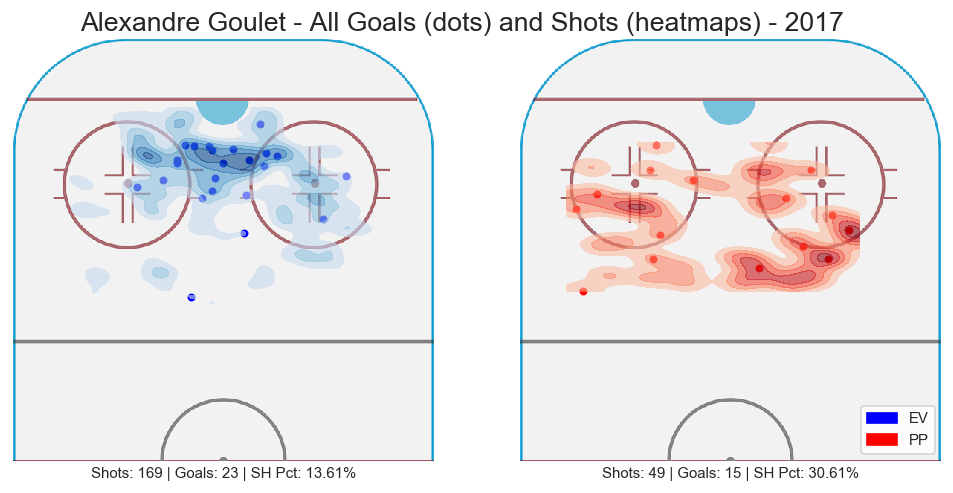 Alexandre Goulet - All Goals (dots) and Shots (heatmaps) - 2017
EV
PP
Shots: 169 | Goals: 23 | SH Pct: 13.61%
Shots: 49 | Goals: 15 | SH Pct: 30.61%